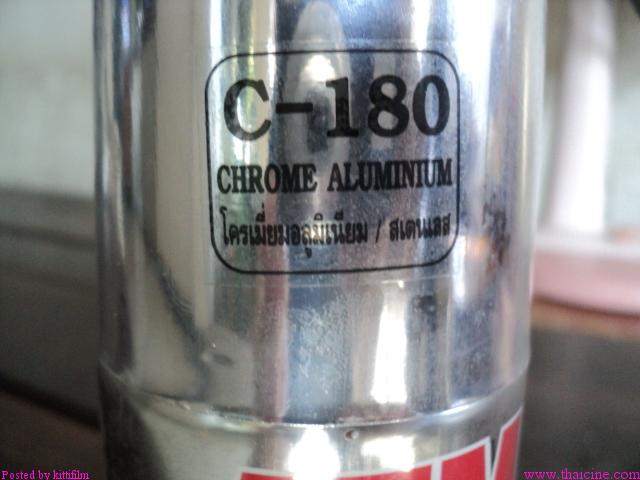 C-180
CHROME ALUMINIUM
โครเมี่ยมอลูมิเนียม / สเตนเลส
Posted by kittifilm
www.thaicine.com